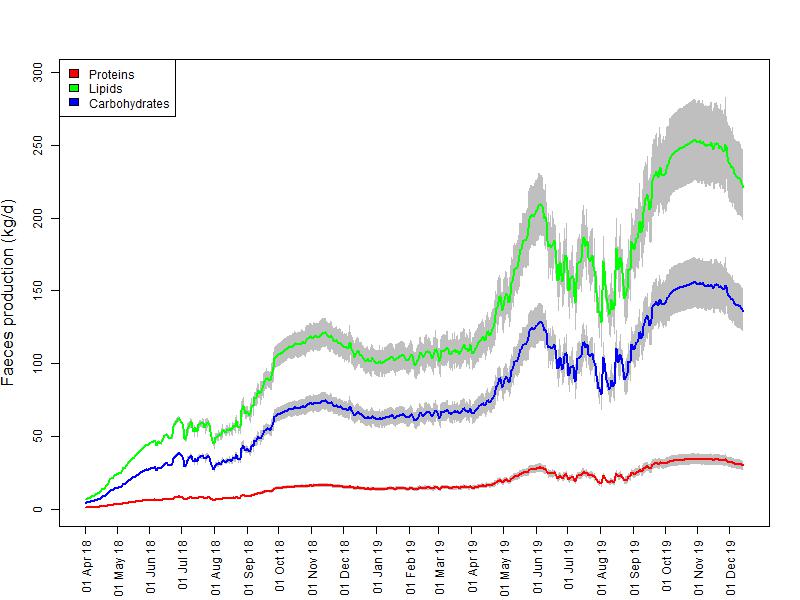 Proteins
Lipids
Carbohydrates
Faeces production (kg/d)
300
250
200
150
100
50
0
01 Apr 18
01 May 18
01 Jun 18
01 Jul 18
01 Aug 18
01 Sep 18
01 Oct 18
01 Nov 18
01 Dec 18
01 Jan 19
01 Feb 19
01 Mar 19
01 Apr 19
01 May 19
01 Jun 19
01 Jul 19
01 Aug 19
01 Sep 19
01 Oct 19
01 Nov 19
01 Dec 19